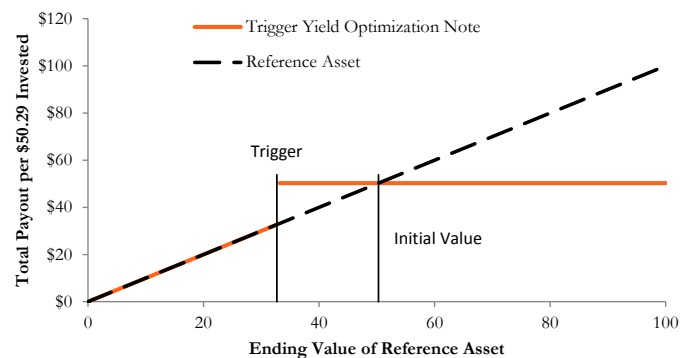 $120
Trigger Yield Optimization Note
$100
Reference Asset
$80
Trigger
$60
$40
Initial Value
$20
$0
0 20 40 60 80 100
Total Payout per $50.29 Invested
Ending Value of Reference Asset